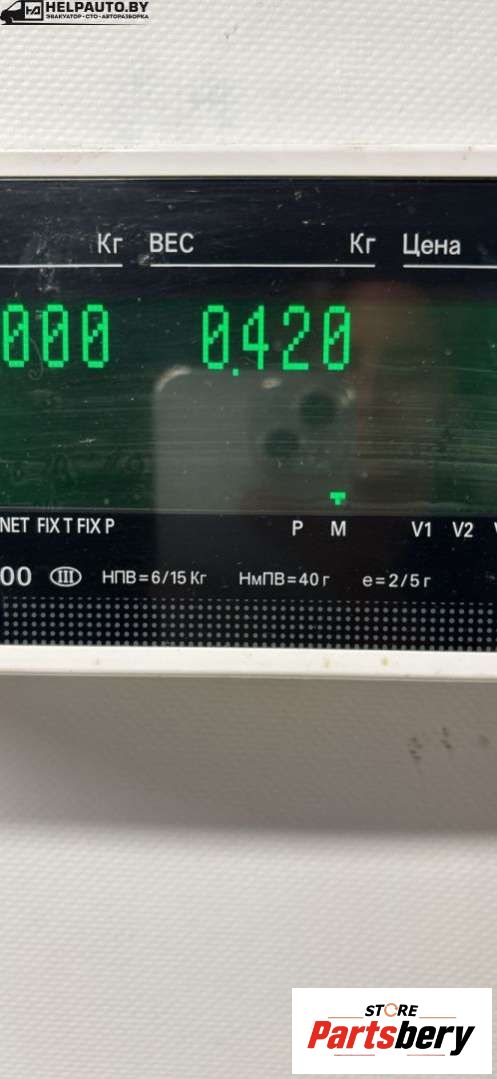 HELPAUTO.BY
ЭВАКУАТОР-СТО-АВТОРАЗБОРКА
Кг ВЕС Кг Цена
000 0.420
NET FIX T FIX P P M V1 V2
00 III НПВ=6/15 Кг НмПВ=40 г e=2/5 г
STORE
Partsbery